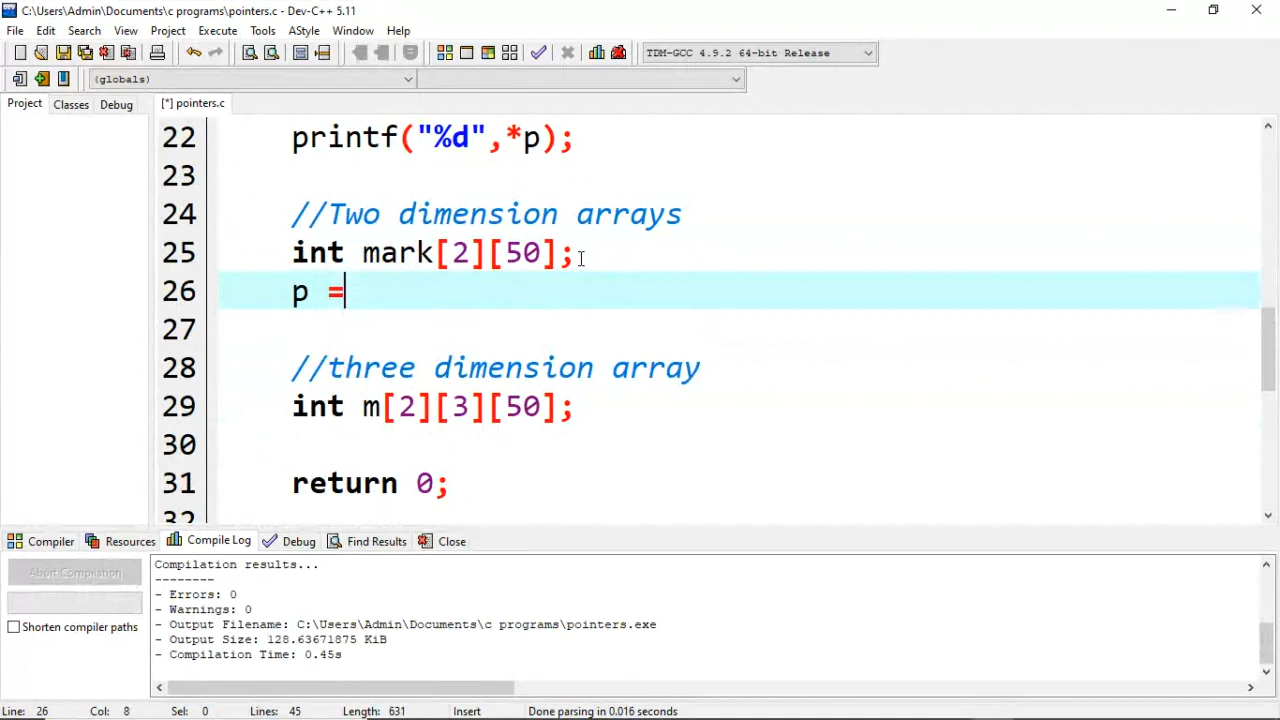 C:\Users\Admin\Documents\c programs\pointers.c - Dev-C++ 5.11
File Edit Search View Project Execute Tools AStyle Window Help
TDM-GCC 4.9.2 64-bit Release
(globals)
Project Classes Debug [*] pointers.c
22 printf("%d",*p);
23
24 //Two dimension arrays
25 int mark[2][50];
26 p =
27
28 //three dimension array
29 int m[2][3][50];
30
31 return 0;
32
Compiler Resources Compile Log Debug Find Results Close
Abort Compilation
Shorten compiler paths
Compilation results...
--------
- Errors: 0
- Warnings: 0
- Output Filename: C:\Users\Admin\Documents\c programs\pointers.exe
- Output Size: 128.63671875 KiB
- Compilation Time: 0.45s
Line: 26 Col: 8 Sel: 0 Lines: 45 Length: 631 Insert Done parsing in 0.016 seconds